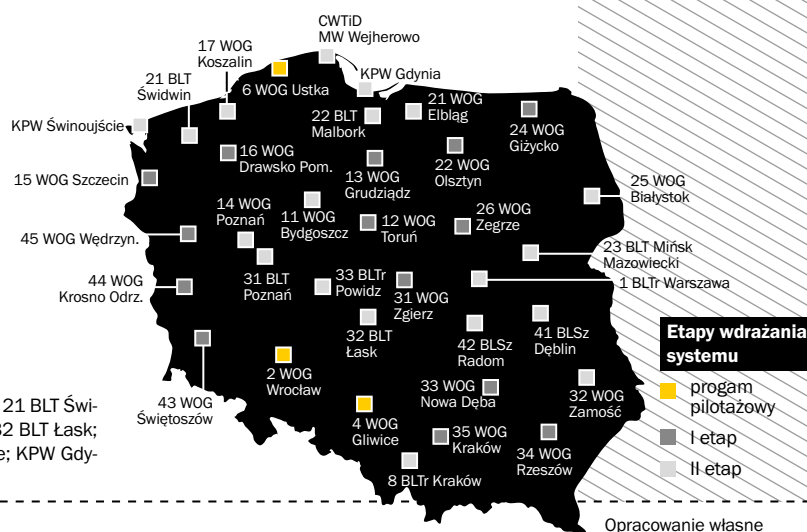 CWTiD
MW Wejherowo
17 WOG
Koszalin
KPW Gdynia
21 BLT
Świdwin
6 WOG Ustka
21 WOG
Elbląg
22 BLT
Malbork
24 WOG
Giżycko
KPW Świnoujście
16 WOG
Drawsko Pom.
22 WOG
Olsztyn
13 WOG
Grudziądz
15 WOG Szczecin
25 WOG
Białystok
14 WOG
Poznań
11 WOG
Bydgoszcz
12 WOG
Toruń
26 WOG
Zegrze
45 WOG Wędrzyn.
23 BLT Mińsk
Mazowiecki
31 BLT
Poznań
33 BLTr
Powidz
31 WOG
Zgierz
1 BLTr Warszawa
44 WOG
Krosno Odrz.
32 BLT
Łask
42 BLSz
Radom
41 BLSz
Dęblin
2 WOG
Wrocław
33 WOG
Nowa Dęba
32 WOG
Zamość
43 WOG
Świętoszów
4 WOG
Gliwice
35 WOG
Kraków
34 WOG
Rzeszów
8 BLTr Kraków
Etapy wdrażania
systemu
progam
pilotażowy
I etap
II etap
21 BLT Świ-
32 BLT Łask;
e; KPW Gdy-
Opracowanie własne